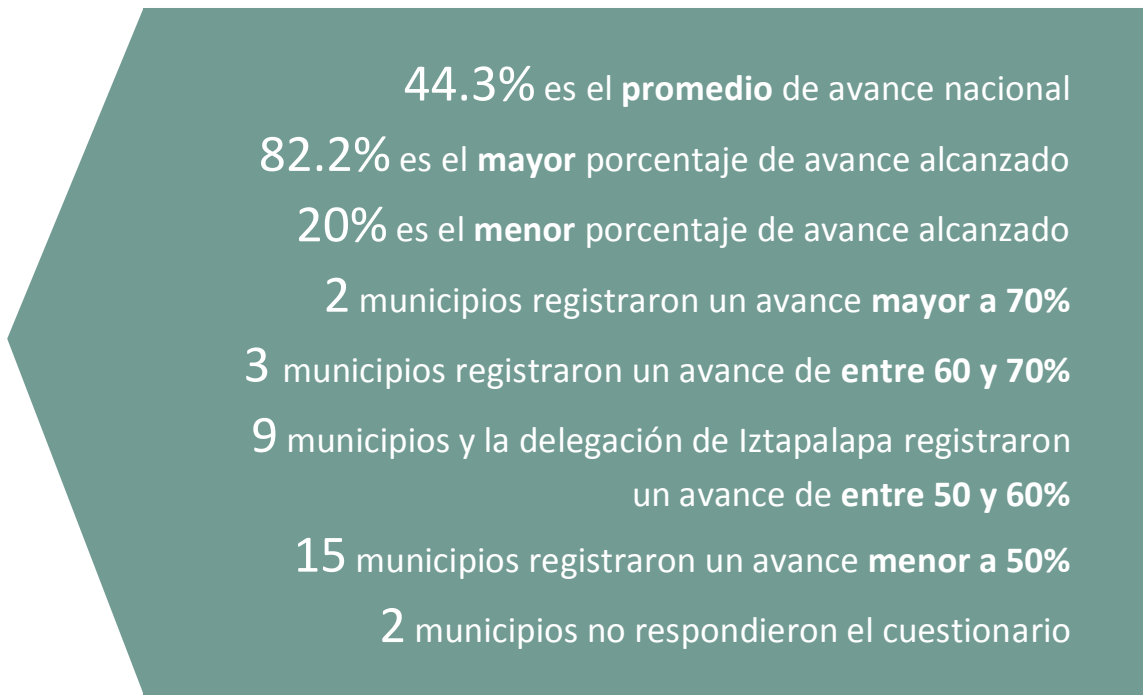 44.3% es el promedio de avance nacional
82.2% es el mayor porcentaje de avance alcanzado
20% es el menor porcentaje de avance alcanzado
2 municipios registraron un avance mayor a 70%
3 municipios registraron un avance de entre 60 y 70%
9 municipios y la delegación de Iztapalapa registraron
un avance de entre 50 y 60%
15 municipios registraron un avance menor a 50%
2 municipios no respondieron el cuestionario